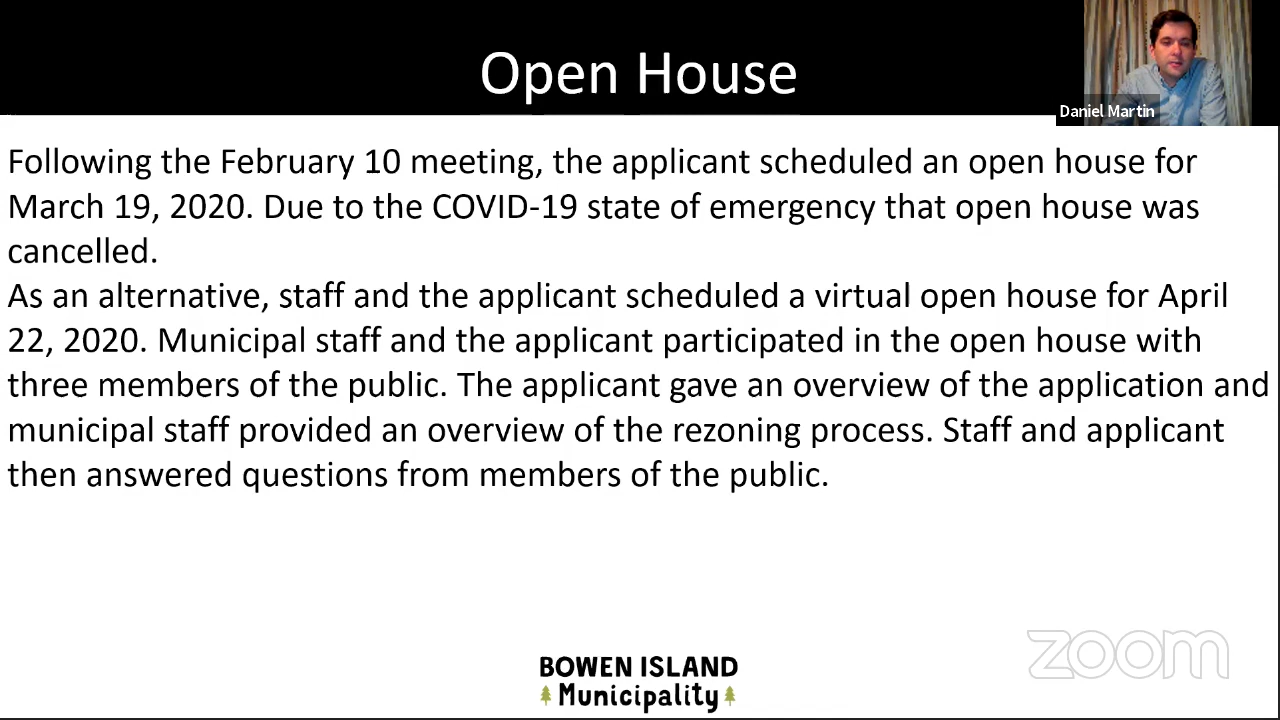 Open House
Daniel Martin
Following the February 10 meeting, the applicant scheduled an open house for
March 19, 2020. Due to the COVID-19 state of emergency that open house was
cancelled.
As an alternative, staff and the applicant scheduled a virtual open house for April
22, 2020. Municipal staff and the applicant participated in the open house with
three members of the public. The applicant gave an overview of the application and
municipal staff provided an overview of the rezoning process. Staff and applicant
then answered questions from members of the public.
zoom
BOWEN ISLAND
Municipality